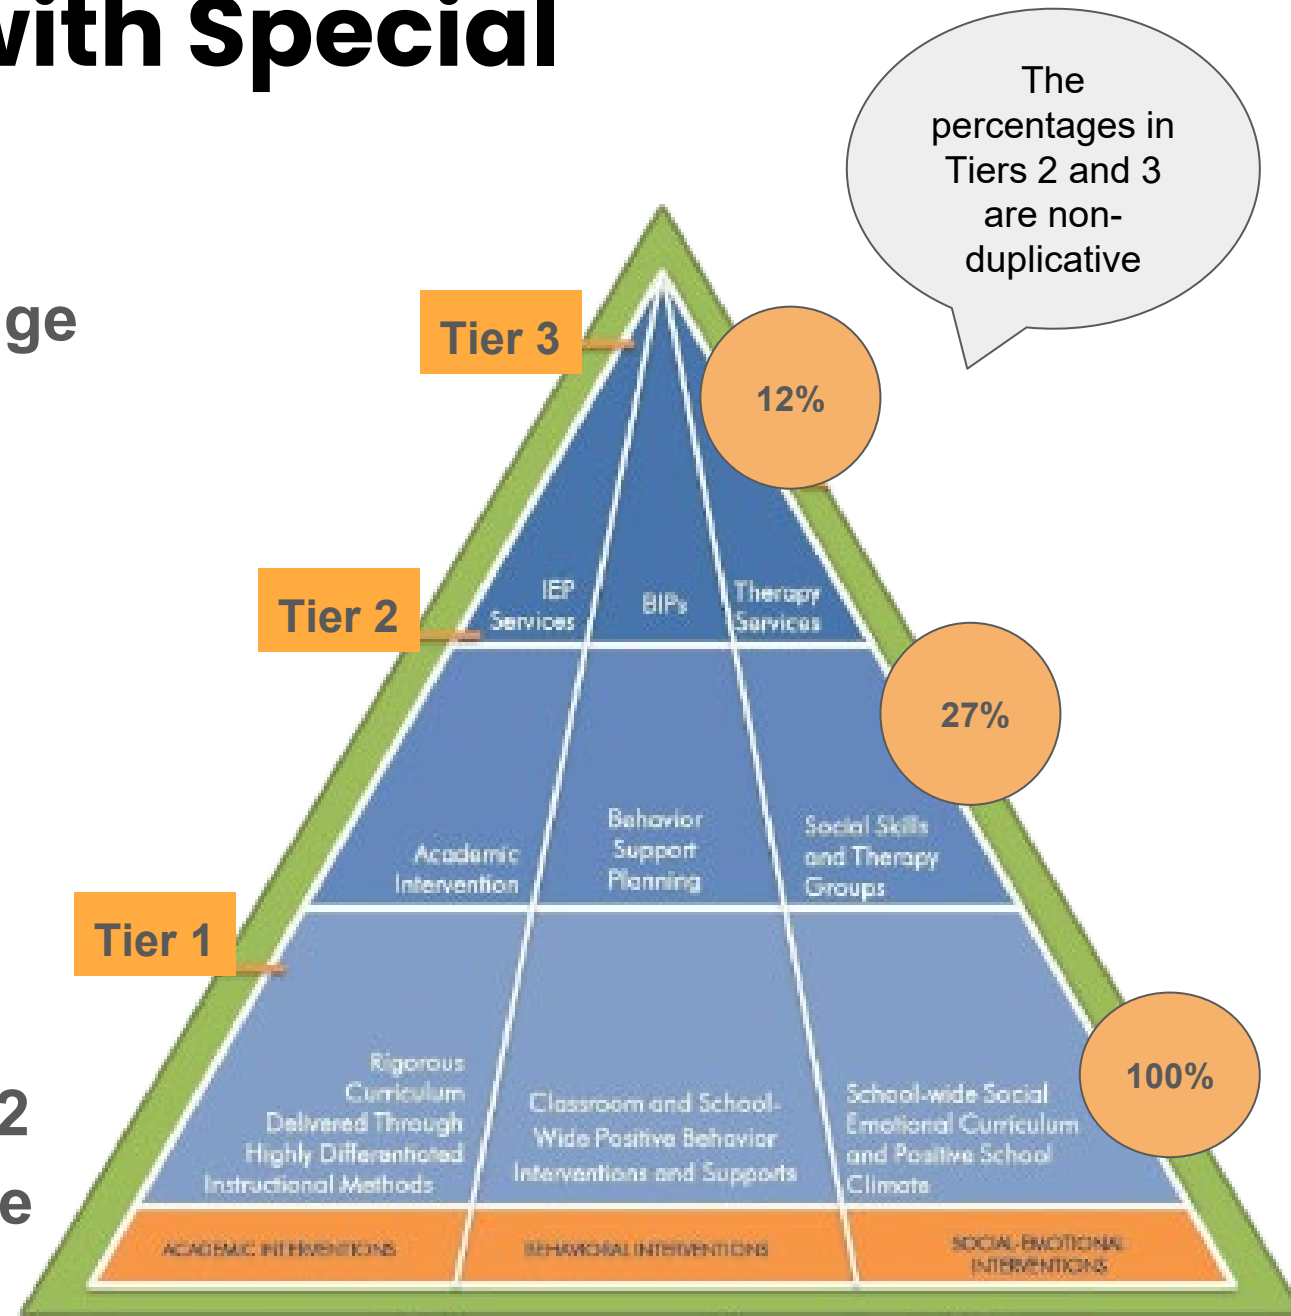 with Special
The
percentages in
Tiers 2 and 3
are non-
duplicative
ge
Tier 3
12%
Tier 2
IEP
Services
BIPs
Therapy
Services
27%
Academic
Intervention
Behavior
Support
Planning
Social Skills
and Therapy
Groups
Tier 1
100%
Rigorous
Curriculum
Delivered Through
Highly Differentiated
Instructional Methods
Classroom and School-
Wide Positive Behavior
Interventions and Supports
School-wide Social
Emotional Curriculum
and Positive School
Climate
2
e
ACADEMIC INTERVENTIONS
BEHAVIORAL INTERVENTIONS
SOCIAL-EMOTIONAL
INTERVENTIONS